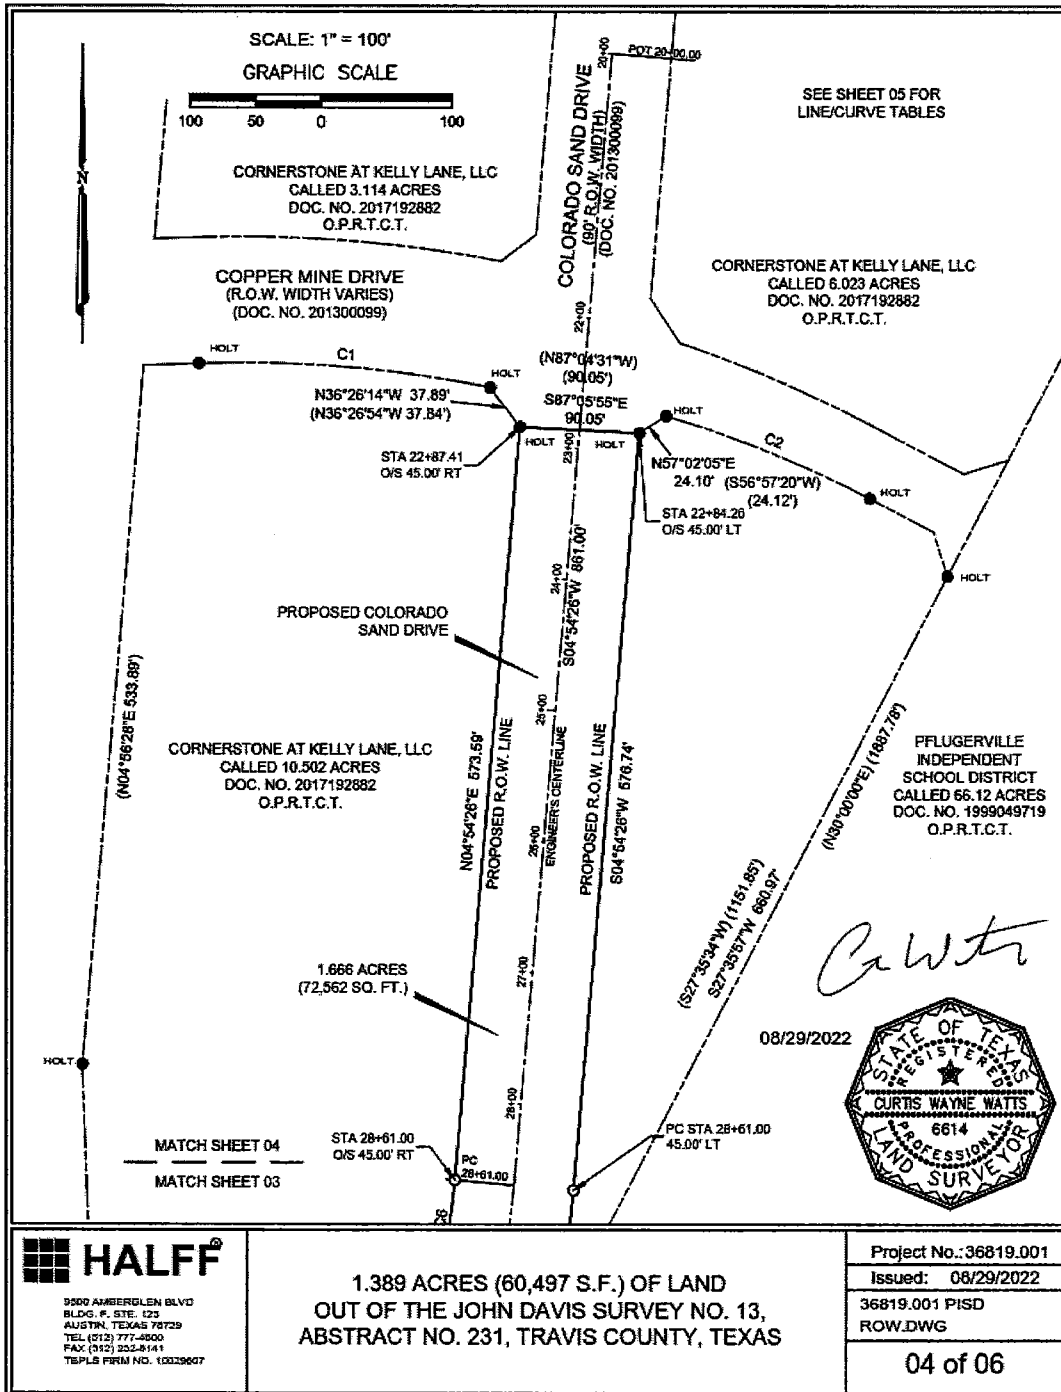 SCALE: 1" = 100'
GRAPHIC SCALE
100 50 0 100
N
CORNERSTONE AT KELLY LANE, LLC
CALLED 3.114 ACRES
DOC. NO. 2017192882
O.P.R.T.C.T.
COLORADO SAND DRIVE
(90' R.O.W. WIDTH)
(DOC. NO. 201300099)
20+00
POT 20+00.00
SEE SHEET 05 FOR
LINE/CURVE TABLES
COPPER MINE DRIVE
(R.O.W. WIDTH VARIES)
(DOC. NO. 201300099)
CORNERSTONE AT KELLY LANE, LLC
CALLED 6.023 ACRES
DOC. NO. 2017192882
O.P.R.T.C.T.
22+00
HOLT
C1
HOLT
(N87°04'31"W)
(90.05')
N36°26'14"W 37.89'
(N36°26'54"W 37.84')
S87°05'55"E
90.05'
HOLT
C2
HOLT
HOLT
23+00
STA 22+87.41
O/S 45.00' RT
N57°02'05"E
24.10'
(S56°57'20"W)
(24.12')
HOLT
STA 22+84.26
O/S 45.00' LT
HOLT
24+00
S04°54'26"W 861.00'
PROPOSED COLORADO
SAND DRIVE
(N04°56'28"E 533.89')
25+00
CORNERSTONE AT KELLY LANE, LLC
CALLED 10.502 ACRES
DOC. NO. 2017192882
O.P.R.T.C.T.
N04°54'26"E 573.59'
PROPOSED R.O.W. LINE
26+00
ENGINEER'S CENTERLINE
PROPOSED R.O.W. LINE
S04°54'26"W 576.74'
(N30°00'00"E) (1887.78')
PFLUGERVILLE
INDEPENDENT
SCHOOL DISTRICT
CALLED 66.12 ACRES
DOC. NO. 1999049719
O.P.R.T.C.T.
(S27°35'34"W) (1151.85')
S27°35'57"W 660.97'
1.666 ACRES
(72,562 SQ. FT.)
27+00
08/29/2022
STATE OF TEXAS
REGISTERED
CURTIS WAYNE WATTS
6614
PROFESSIONAL
LAND SURVEYOR
HOLT
28+00
STA 28+61.00
O/S 45.00' RT
PC
28+61.00
PC STA 28+61.00
45.00' LT
MATCH SHEET 04
MATCH SHEET 03
C6
HALFF®
9500 AMBERGLEN BLVD
BLDG. F, STE. 125
AUSTIN, TEXAS 78729
TEL (512) 777-4600
FAX (512) 252-8141
TBPLS FIRM NO. 10029607
1.389 ACRES (60,497 S.F.) OF LAND
OUT OF THE JOHN DAVIS SURVEY NO. 13,
ABSTRACT NO. 231, TRAVIS COUNTY, TEXAS
Project No.: 36819.001
Issued: 08/29/2022
36819.001 PISD
ROW.DWG
04 of 06